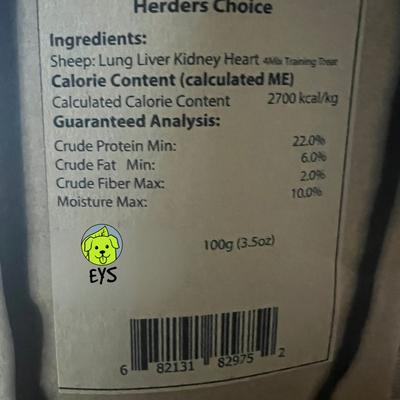 Herders Choice
Ingredients:
Sheep: Lung Liver Kidney Heart 4Mix Training Treat
Calorie Content (calculated ME)
Calculated Calorie Content 2700 kcal/kg
Guaranteed Analysis:
Crude Protein Min: 22.0%
Crude Fat Min: 6.0%
Crude Fiber Max: 2.0%
Moisture Max: 10.0%
100g (3.5oz)
EYS
6 82131 82975 2